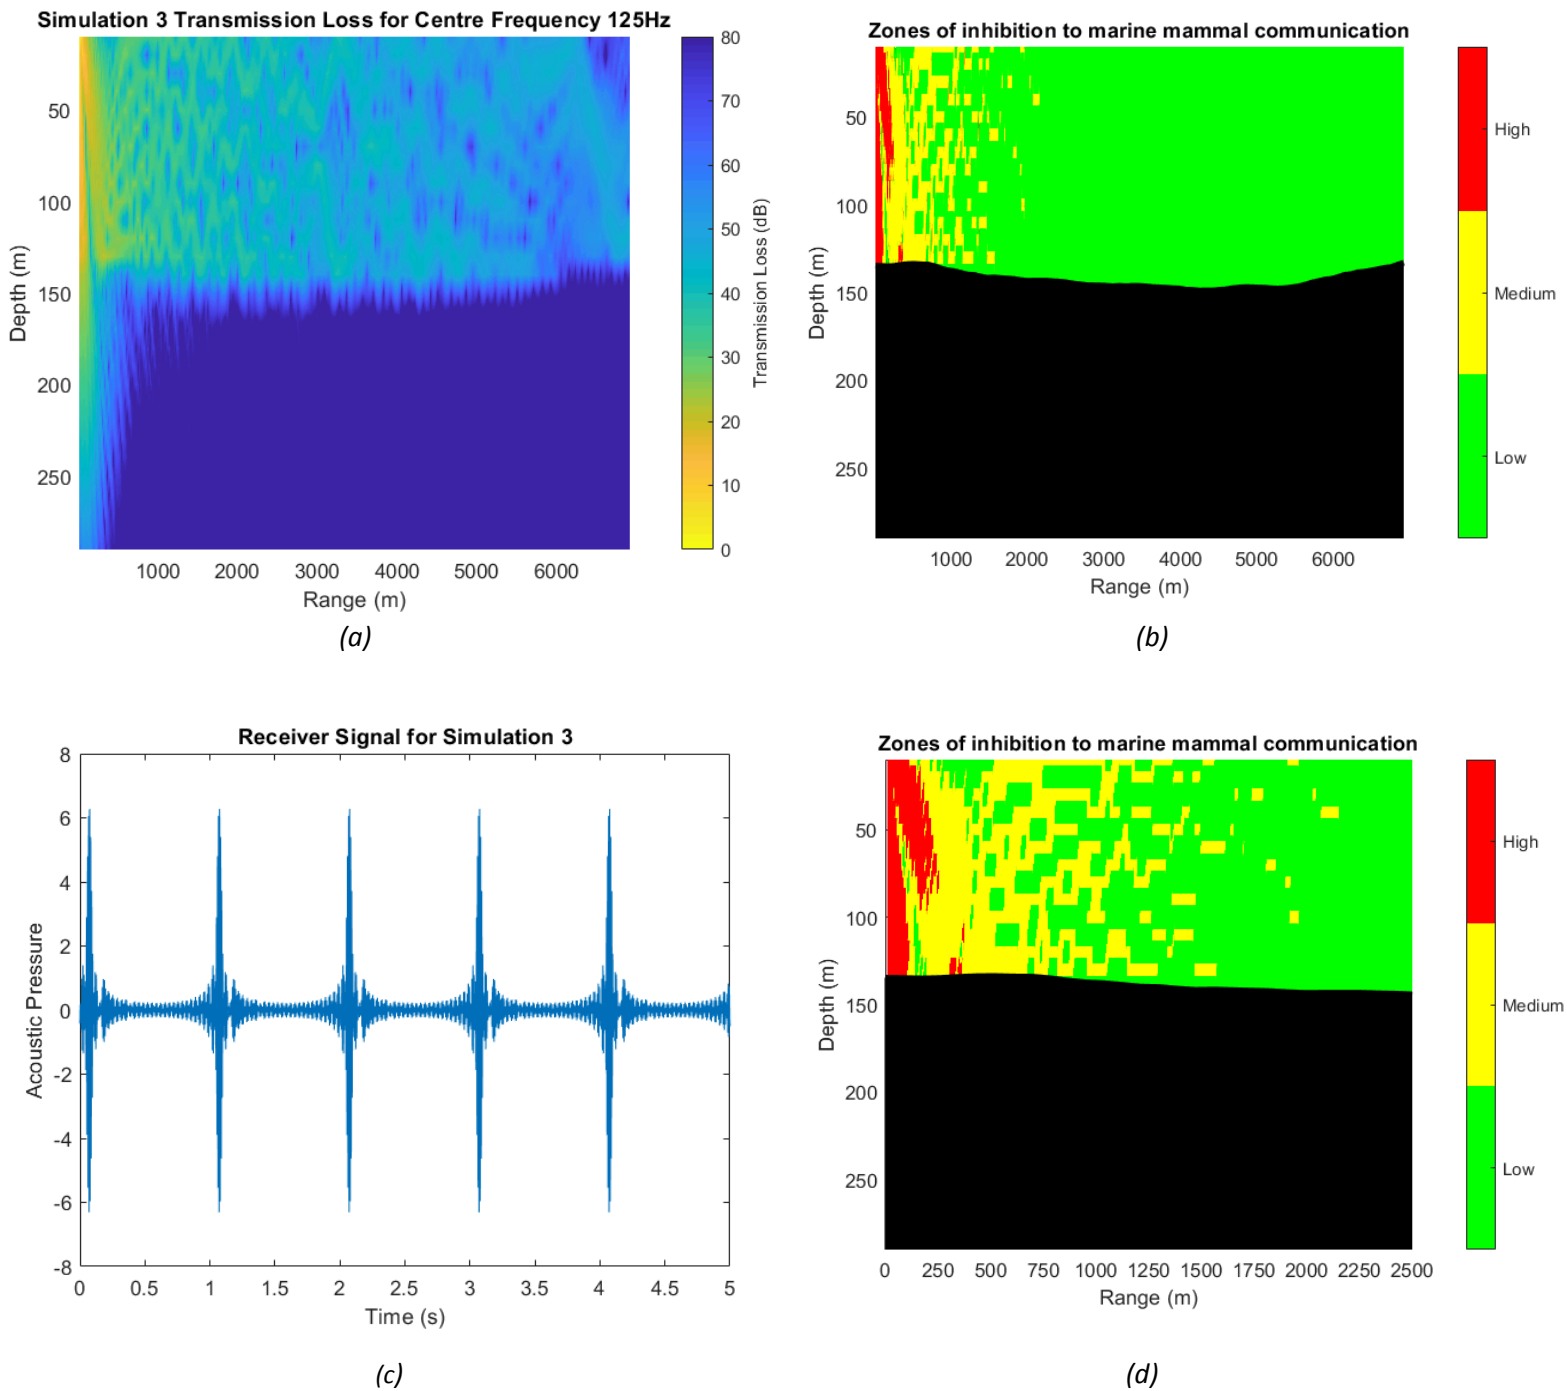 Simulation 3 Transmission Loss for Centre Frequency 125Hz
50
100
150
200
250
Depth (m)
1000 2000 3000 4000 5000 6000
Range (m)
80
70
60
50
40
30
20
10
0
Transmission Loss (dB)
(a)
Zones of inhibition to marine mammal communication
50
100
150
200
250
Depth (m)
1000 2000 3000 4000 5000 6000
Range (m)
High
Medium
Low
(b)
Receiver Signal for Simulation 3
8
6
4
2
0
-2
-4
-6
-8
Acoustic Pressure
0 0.5 1 1.5 2 2.5 3 3.5 4 4.5 5
Time (s)
(c)
Zones of inhibition to marine mammal communication
50
100
150
200
250
Depth (m)
0 250 500 750 1000 1250 1500 1750 2000 2500
Range (m)
High
Medium
Low
(d)